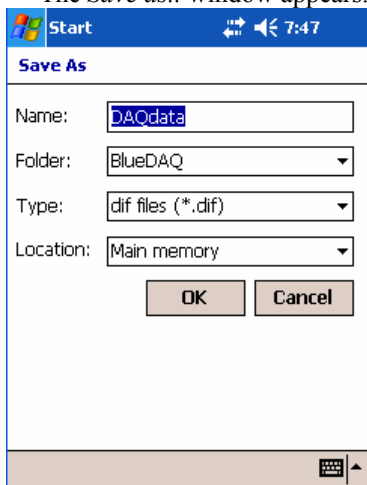 The Save as.. window appears.
Start 7:47
Save As
Name: DAQdata
Folder: BlueDAQ
Type: dif files (*.dif)
Location: Main memory
OK Cancel